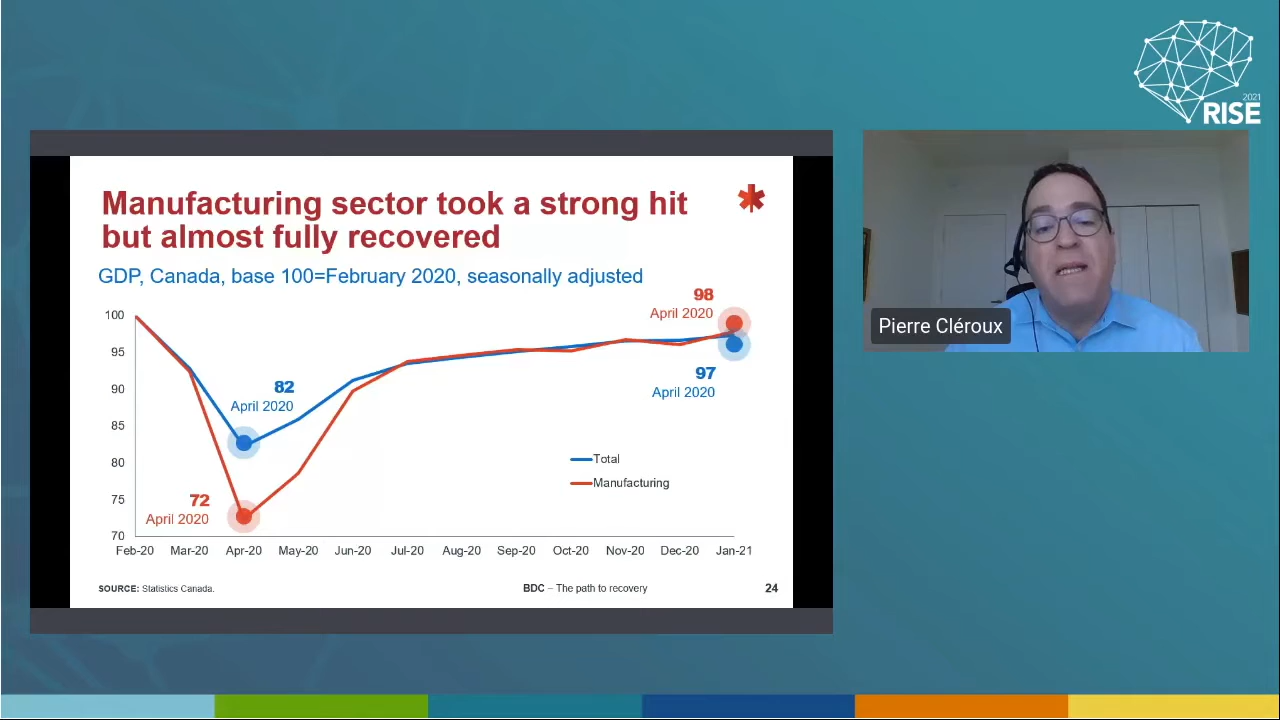 2021
RISE
Manufacturing sector took a strong hit
but almost fully recovered
GDP, Canada, base 100=February 2020, seasonally adjusted
98
April 2020
100
95
90
85
80
75
70
82
April 2020
97
April 2020
72
April 2020
Total
Manufacturing
Feb-20 Mar-20 Apr-20 May-20 Jun-20 Jul-20 Aug-20 Sep-20 Oct-20 Nov-20 Dec-20 Jan-21
SOURCE: Statistics Canada.
BDC – The path to recovery
24
Pierre Cléroux